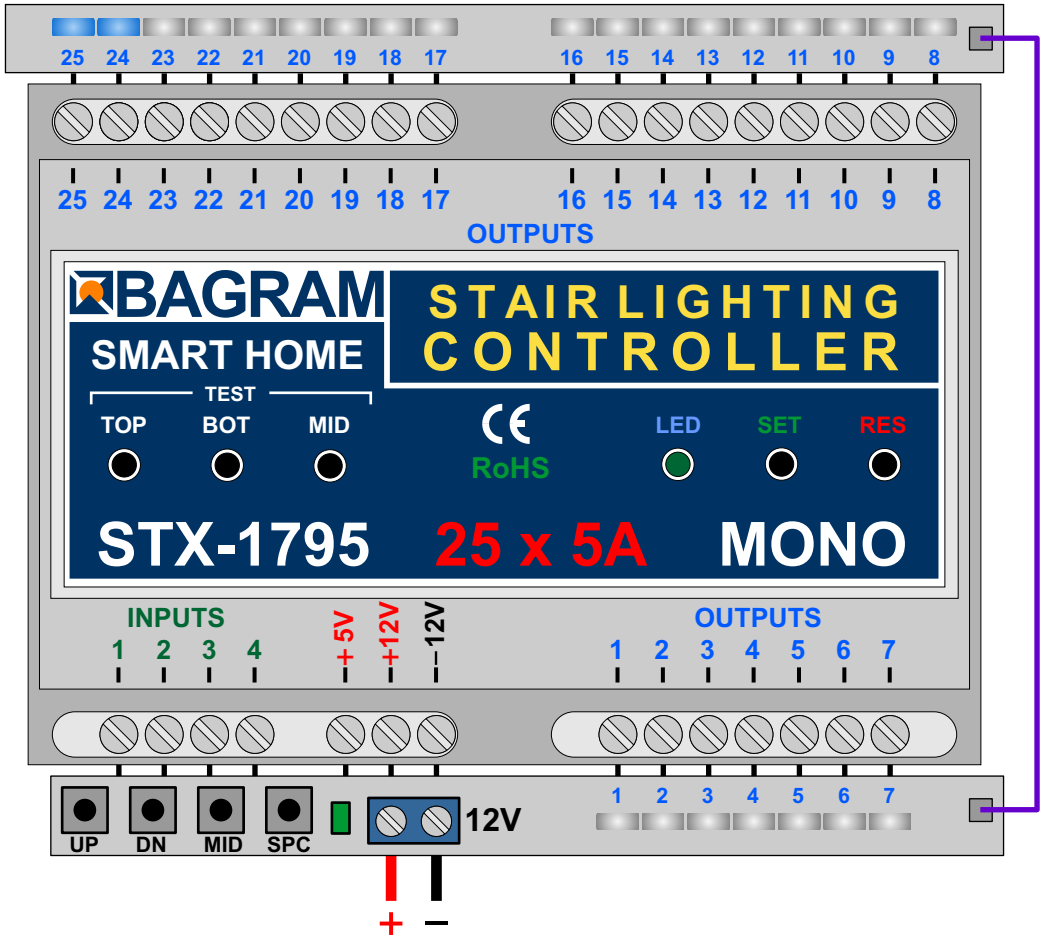 25 24 23 22 21 20 19 18 17 16 15 14 13 12 11 10 9 8
25 24 23 22 21 20 19 18 17 16 15 14 13 12 11 10 9 8
OUTPUTS
BAGRAM
SMART HOME
STAIR LIGHTING
CONTROLLER
TEST
TOP BOT MID
CE
RoHS
LED SET RES
STX-1795 25 x 5A MONO
INPUTS
1 2 3 4
+5V
+12V
−12V
OUTPUTS
1 2 3 4 5 6 7
1 2 3 4 5 6 7
UP DN MID SPC
12V
+ −